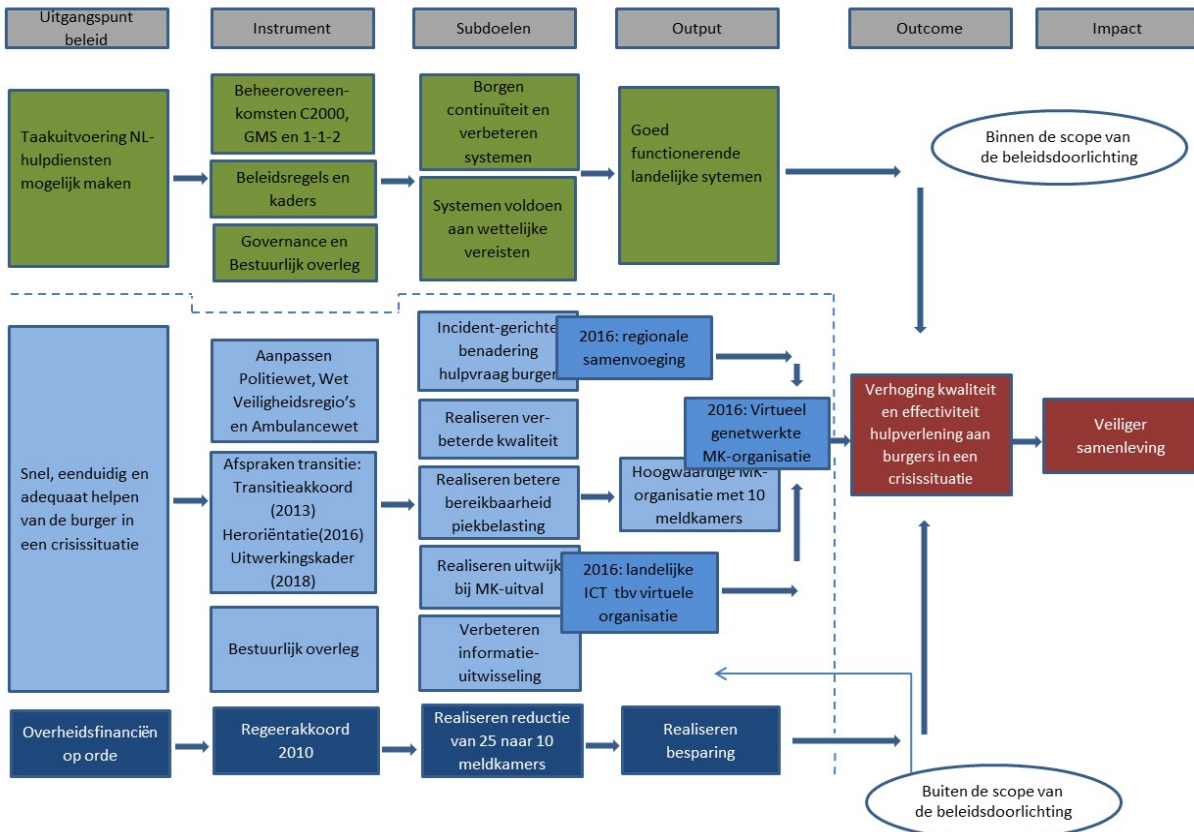 Uitgangspunt
beleid
Instrument
Subdoelen
Output
Outcome
Impact
Taakuitvoering NL-
hulpdiensten
mogelijk maken
Beheerovereen-
komsten C2000,
GMS en 1-1-2
Beleidsregels en
kaders
Governance en
Bestuurlijk overleg
Borgen
continuïteit en
verbeteren
systemen
Systemen voldoen
aan wettelijke
vereisten
Goed
functionerende
landelijke sytemen
Binnen de scope van
de beleidsdoorlichting
Snel, eenduidig en
adequaat helpen
van de burger in
een crisissituatie
Aanpassen
Politiewet, Wet
Veiligheidsregio's
en Ambulancewet
Afspraken transitie:
Transitieakkoord
(2013)
Heroriëntatie(2016)
Uitwerkingskader
(2018)
Bestuurlijk overleg
Incident-gerichte
benadering
hulpvraag burger
Realiseren ver-
beterde kwaliteit
Realiseren betere
bereikbaarheid
piekbelasting
Realiseren uitwijk
bij MK-uitval
Verbeteren
informatie-
uitwisseling
2016: regionale
samenvoeging
2016: Virtueel
genetwerkte
MK-organisatie
Hoogwaardige MK-
organisatie met 10
meldkamers
2016: landelijke
ICT tbv virtuele
organisatie
Verhoging kwaliteit
en effectiviteit
hulpverlening aan
burgers in een
crisissituatie
Veiliger
samenleving
Overheidsfinanciën
op orde
Regeerakkoord
2010
Realiseren reductie
van 25 naar 10
meldkamers
Realiseren
besparing
Buiten de scope van
de beleidsdoorlichting